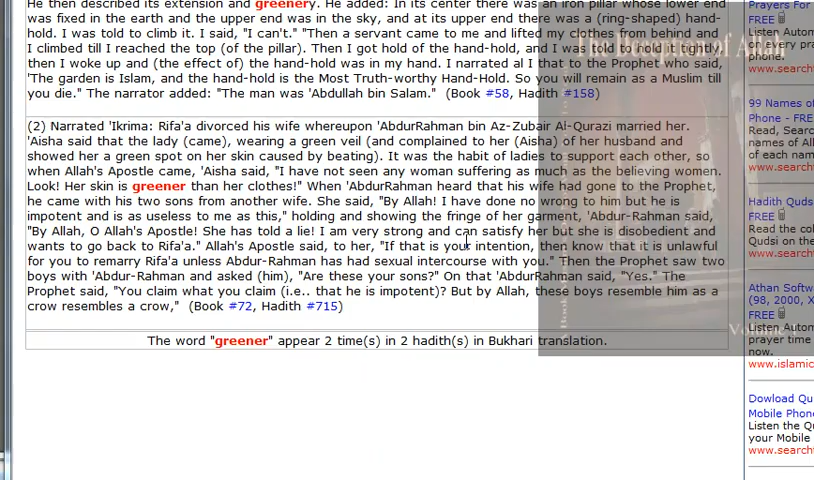 He then described its extension and greenery. He added: In its center there was an iron pillar whose lower end
was fixed in the earth and the upper end was in the sky, and at its upper end there was a (ring-shaped) hand-
hold. I was told to climb it. I said, "I can't." "Then a servant came to me and lifted my clothes from behind and
I climbed till I reached the top (of the pillar). Then I got hold of the hand-hold, and I was told to hold it tightly,
then I woke up and (the effect of) the hand-hold was in my hand. I narrated al I that to the Prophet who said,
'The garden is Islam, and the hand-hold is the Most Truth-worthy Hand-Hold. So you will remain as a Muslim till
you die." The narrator added: "The man was 'Abdullah bin Salam." (Book #58, Hadith #158)
(2) Narrated 'Ikrima: Rifa'a divorced his wife whereupon 'AbdurRahman bin Az-Zubair Al-Qurazi married her.
'Aisha said that the lady (came), wearing a green veil (and complained to her (Aisha) of her husband and
showed her a green spot on her skin caused by beating). It was the habit of ladies to support each other, so
when Allah's Apostle came, 'Aisha said, "I have not seen any woman suffering as much as the believing women.
Look! Her skin is greener than her clothes!" When 'AbdurRahman heard that his wife had gone to the Prophet,
he came with his two sons from another wife. She said, "By Allah! I have done no wrong to him but he is
impotent and is as useless to me as this," holding and showing the fringe of her garment, 'Abdur-Rahman said,
"By Allah, O Allah's Apostle! She has told a lie! I am very strong and can satisfy her but she is disobedient and
wants to go back to Rifa'a." Allah's Apostle said, to her, "If that is your intention, then know that it is unlawful
for you to remarry Rifa'a unless Abdur-Rahman has had sexual intercourse with you." Then the Prophet saw two
boys with 'Abdur-Rahman and asked (him), "Are these your sons?" On that 'AbdurRahman said, "Yes." The
Prophet said, "You claim what you claim (i.e.. that he is impotent)? But by Allah, these boys resemble him as a
crow resembles a crow," (Book #72, Hadith #715)
The word "greener" appear 2 time(s) in 2 hadith(s) in Bukhari translation.
The Deception of Allah
Volume
Prayers For
FREE
Listen Autom
on every pra
phone.
www.search
99 Names o
Phone - FRE
Read, Searc
names of All
of each nam
www.search
Hadith Quds
FREE
Read the col
Qudsi on the
www.search
Athan Softw
(98, 2000, X
FREE
Listen Autom
prayer time
now.
www.islamic
Dowload Qu
Mobile Phon
Listen the Qu
your Mobile
www.search